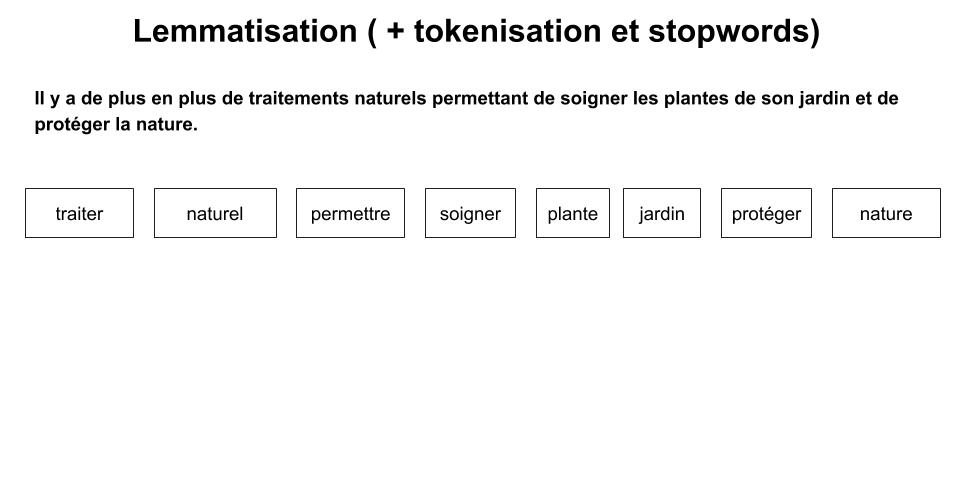 Lemmatisation ( + tokenisation et stopwords)
Il y a de plus en plus de traitements naturels permettant de soigner les plantes de son jardin et de
protéger la nature.
traiter naturel permettre soigner plante jardin protéger nature